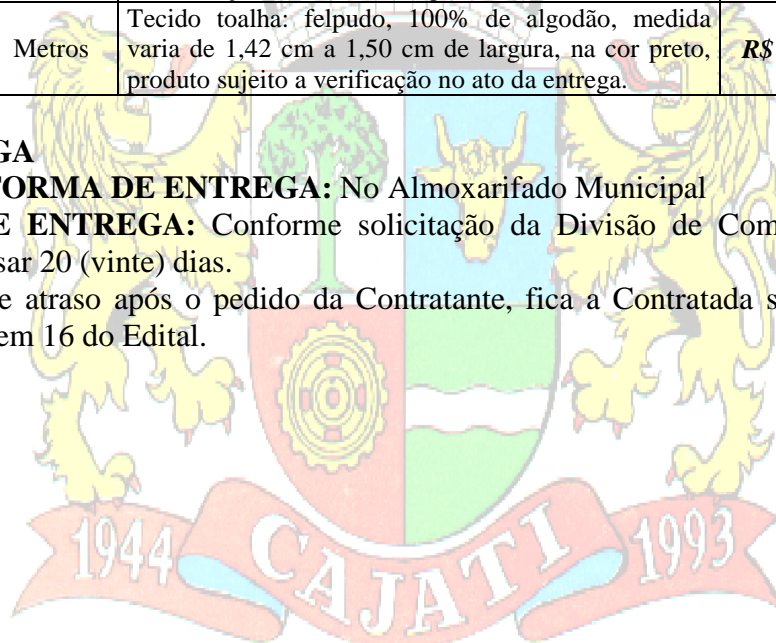 Metros
Tecido toalha: felpudo, 100% de algodão, medida
varia de 1,42 cm a 1,50 cm de largura, na cor preto,
produto sujeito a verificação no ato da entrega.
R$
GA
FORMA DE ENTREGA: No Almoxarifado Municipal
E ENTREGA: Conforme solicitação da Divisão de Com
sar 20 (vinte) dias.
e atraso após o pedido da Contratante, fica a Contratada s
em 16 do Edital.
1944 CAJATI 1993